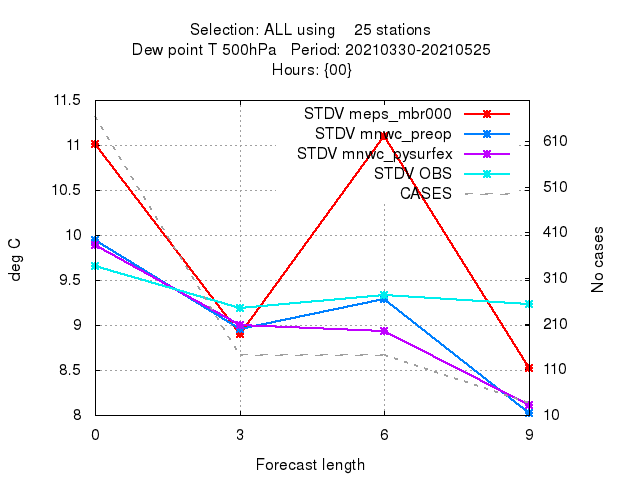 Selection: ALL using    25 stations
Dew point T 500hPa   Period: 20210330-20210525
Hours: {00}
STDV meps_mbr000
STDV mnwc_preop
STDV mnwc_pysurfex
STDV OBS
CASES
11.5
11
10.5
10
9.5
9
8.5
8
deg C
610
510
410
310
210
110
10
No cases
0 3 6 9
Forecast length